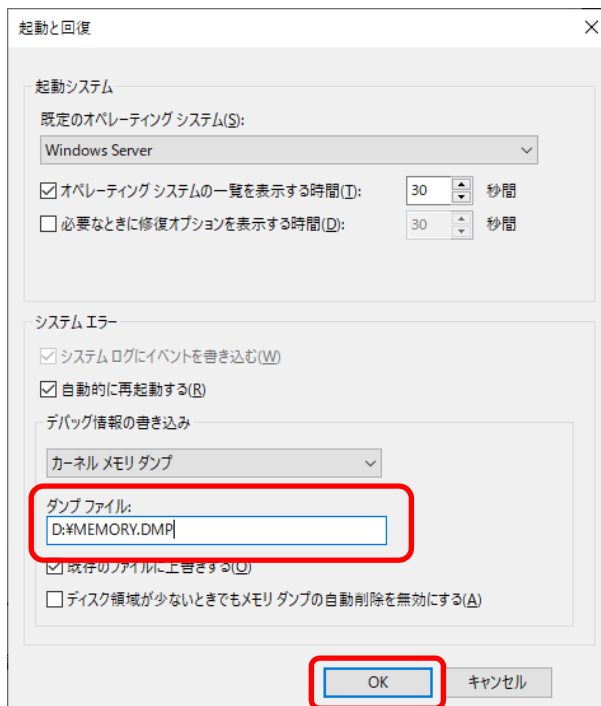 起動と回復
起動システム
既定のオペレーティング システム(S):
Windows Server
オペレーティング システムの一覧を表示する時間(T): 30 秒間
必要なときに修復オプションを表示する時間(D): 30 秒間
システム エラー
システム ログにイベントを書き込む(W)
自動的に再起動する(R)
デバッグ情報の書き込み
カーネル メモリ ダンプ
ダンプ ファイル:
D:¥MEMORY.DMP
既存のファイルに上書きする(O)
ディスク領域が少ないときでもメモリ ダンプの自動削除を無効にする(A)
OK キャンセル